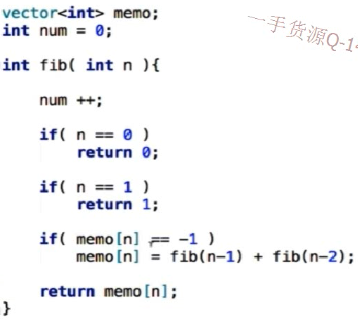 vector<int> memo;
int num = 0;
一手货源Q-1
int fib( int n ){
num ++;
if( n == 0 )
return 0;
if( n == 1 )
return 1;
if( memo[n] == -1 )
memo[n] = fib(n-1) + fib(n-2);
return memo[n];
}